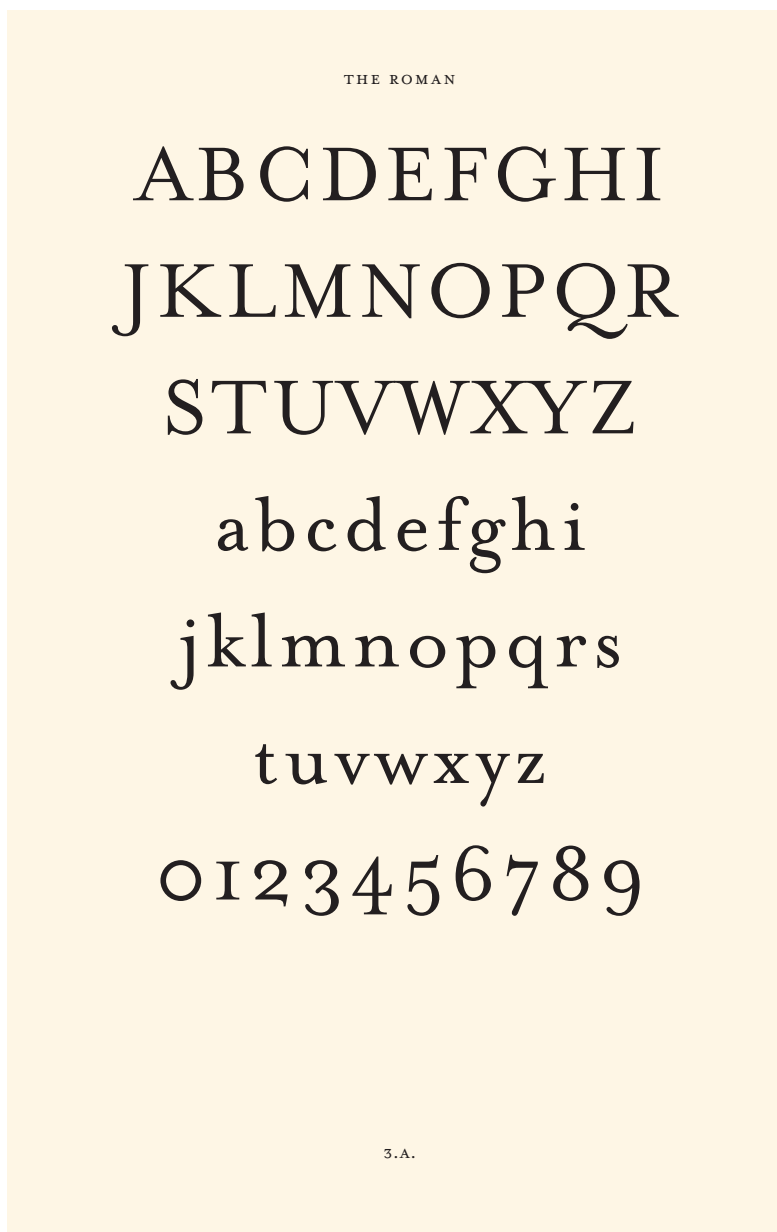 THE ROMAN
ABCDEFGHI
JKLMNOPQR
STUVWXYZ
abcdefghi
jklmnopqrs
tuvwxyz
0123456789
3.A.